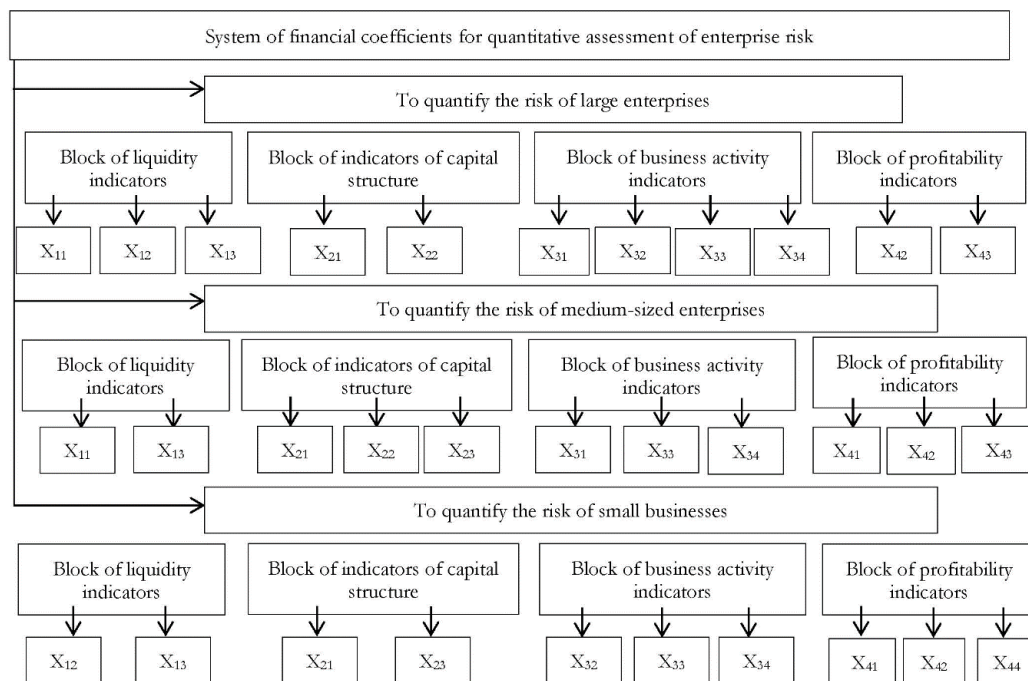 System of financial coefficients for quantitative assessment of enterprise risk
To quantify the risk of large enterprises
Block of liquidity
indicators
Block of indicators of capital
structure
Block of business activity
indicators
Block of profitability
indicators
X₁₁ X₁₂ X₁₃ X₂₁ X₂₂ X₃₁ X₃₂ X₃₃ X₃₄ X₄₂ X₄₃
To quantify the risk of medium-sized enterprises
Block of liquidity
indicators
Block of indicators of capital
structure
Block of business activity
indicators
Block of profitability
indicators
X₁₁ X₁₃ X₂₁ X₂₂ X₂₃ X₃₁ X₃₃ X₃₄ X₄₁ X₄₂ X₄₃
To quantify the risk of small businesses
Block of liquidity
indicators
Block of indicators of capital
structure
Block of business activity
indicators
Block of profitability
indicators
X₁₂ X₁₃ X₂₁ X₂₃ X₃₂ X₃₃ X₃₄ X₄₁ X₄₂ X₄₄